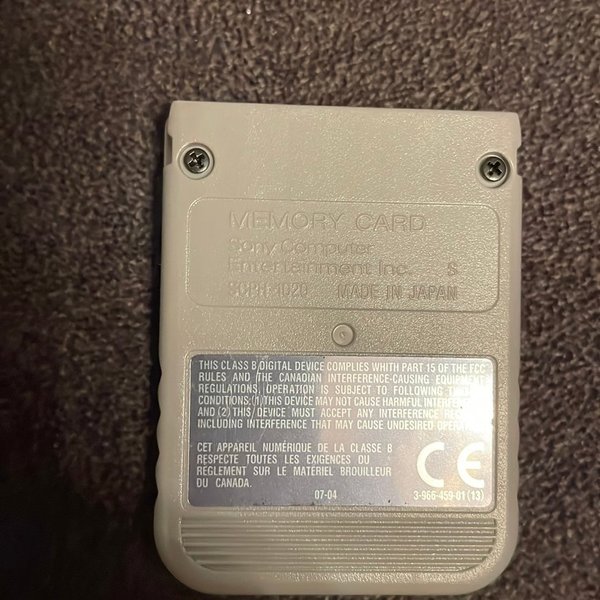 MEMORY CARD
Sony Computer
Entertainment Inc. S
SCPH-1020 MADE IN JAPAN
THIS CLASS B DIGITAL DEVICE COMPLIES WHITH PART 15 OF THE FCC
RULES AND THE CANADIAN INTERFERENCE-CAUSING EQUIPMENT
REGULATIONS. OPERATION IS SUBJECT TO FOLLOWING
CONDITIONS: (1) THIS DEVICE MAY NOT CAUSE HARMFUL
AND (2) THIS DEVICE MUST ACCEPT ANY INTERFERENCE
INCLUDING INTERFERENCE THAT MAY CAUSE UNDESIRED
CET APPAREIL NUMÉRIQUE DE LA CLASSE B
RESPECTE TOUTES LES EXIGENCES OU
REGLEMENT SUR LE MATERIEL BROUILLEUR
DU CANADA.
CE
07-04 3-966-459-01 (13)